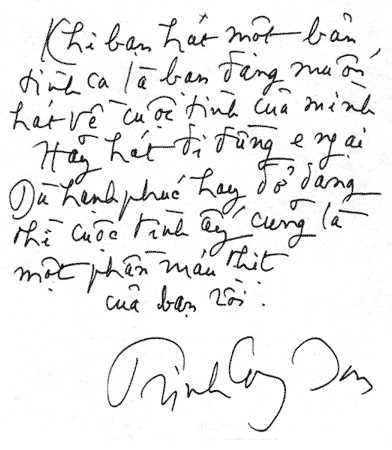 Khi bạn hát một bản
tình ca là bạn đang muốn
hát về cuộc tình của mình
Hãy hát đi đừng e ngại
Dù hạnh phúc hay dở dang
thì cuộc tình ấy cũng là
một phần máu thịt
của bạn rồi.
Trịnh Công Sơn